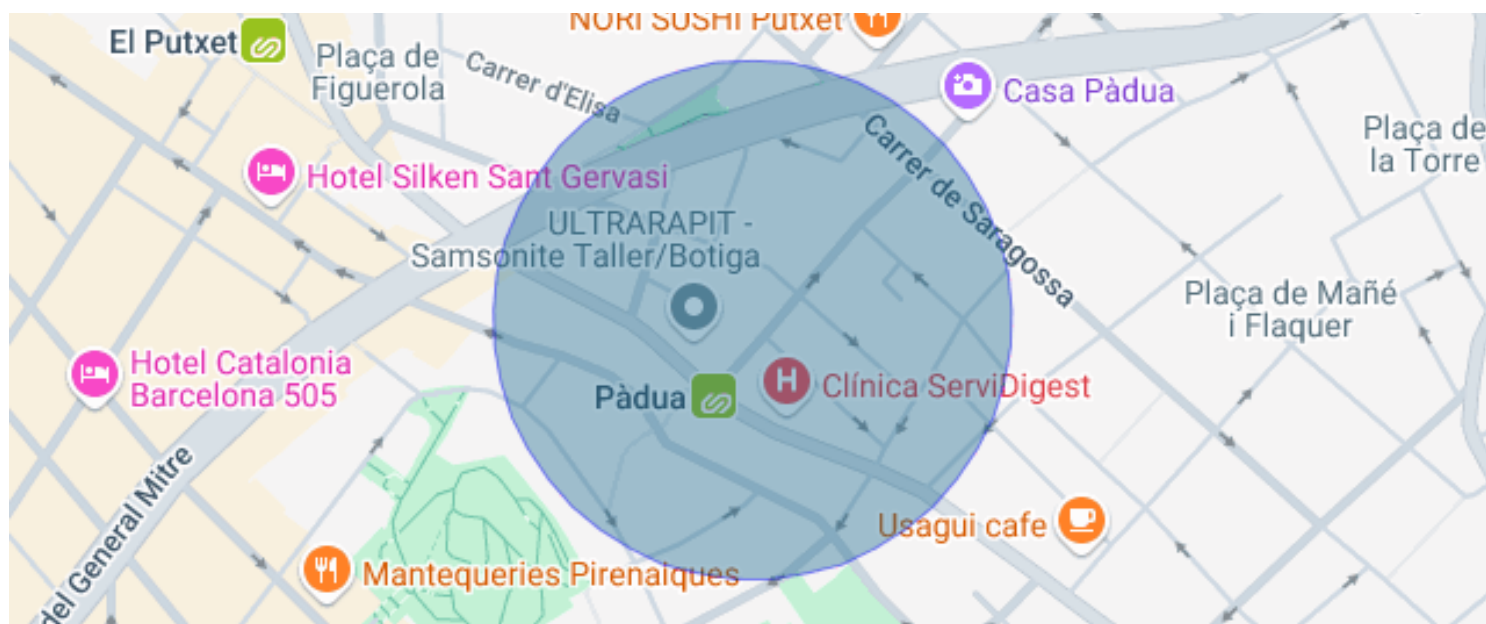 NORI SUSHI Putxet
El Putxet
Plaça de
Figuerola
Carrer d'Elisa
Casa Pàdua
Plaça de
la Torre
Carrer de Saragossa
Hotel Silken Sant Gervasi
ULTRARAPIT -
Samsonite Taller/Botiga
Plaça de Mañé
i Flaquer
Hotel Catalonia
Barcelona 505
Pàdua
H
Clínica ServiDigest
del General Mitre
Usagui cafe
Mantequeries Pirenaiques